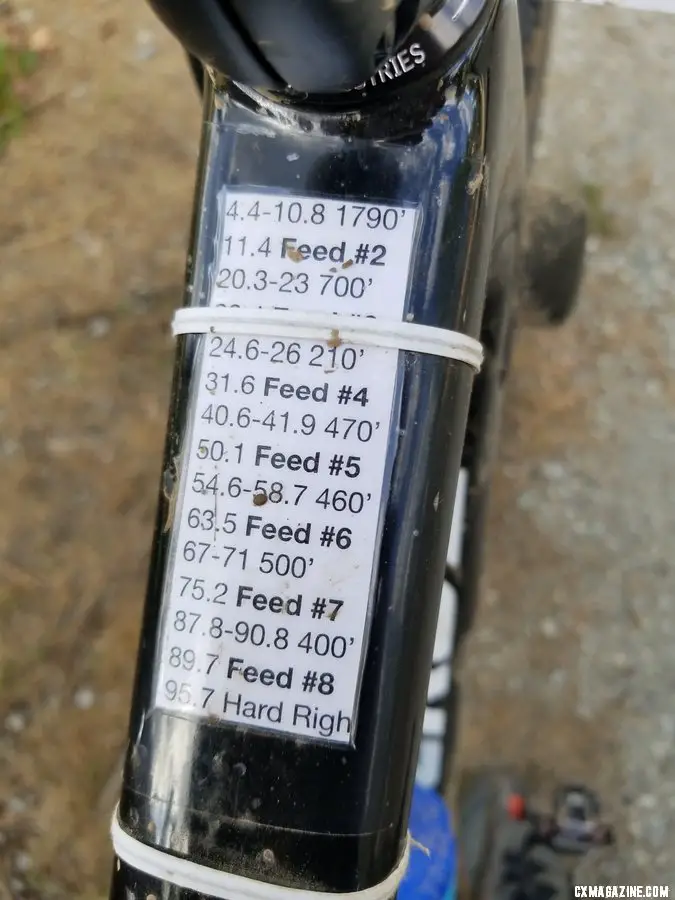 4.4-10.8 1790'
11.4 Feed #2
20.3-23 700'
24.6-26 210'
31.6 Feed #4
40.6-41.9 470'
50.1 Feed #5
54.6-58.7 460'
63.5 Feed #6
67-71 500'
75.2 Feed #7
87.8-90.8 400'
89.7 Feed #8
95.7 Hard Righ
CXMAGAZINE.COM